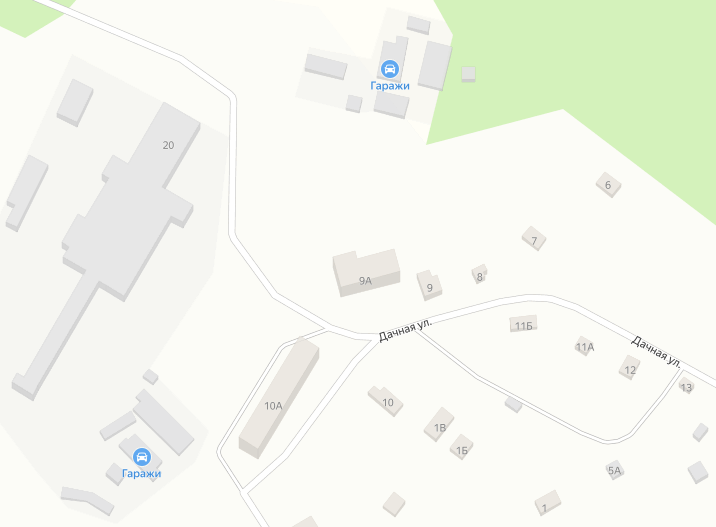 Гаражи
20
6
7
8
9А
9
Дачная ул.
11Б
Дачная ул.
11А
12
13
10
10А
1В
1Б
Гаражи
5А
1